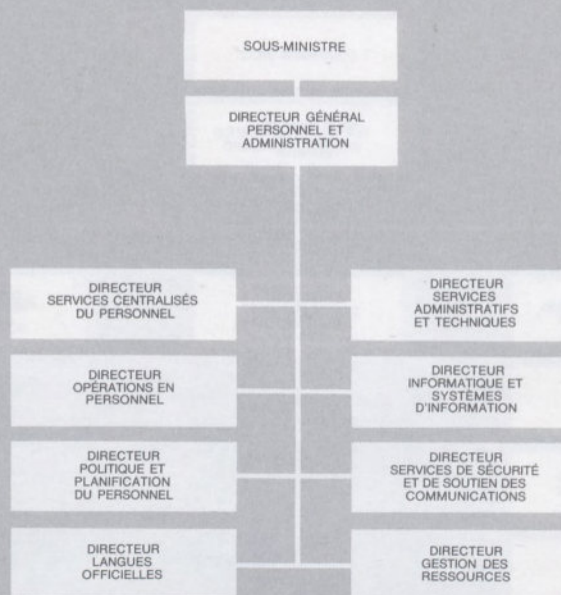 SOUS-MINISTRE
DIRECTEUR GÉNÉRAL
PERSONNEL ET
ADMINISTRATION
DIRECTEUR
SERVICES CENTRALISÉS
DU PERSONNEL
DIRECTEUR
SERVICES
ADMINISTRATIFS
ET TECHNIQUES
DIRECTEUR
OPÉRATIONS EN
PERSONNEL
DIRECTEUR
INFORMATIQUE ET
SYSTÈMES
D'INFORMATION
DIRECTEUR
POLITIQUE ET
PLANIFICATION
DU PERSONNEL
DIRECTEUR
SERVICES DE SÉCURITÉ
ET DE SOUTIEN DES
COMMUNICATIONS
DIRECTEUR
LANGUES
OFFICIELLES
DIRECTEUR
GESTION DES
RESSOURCES